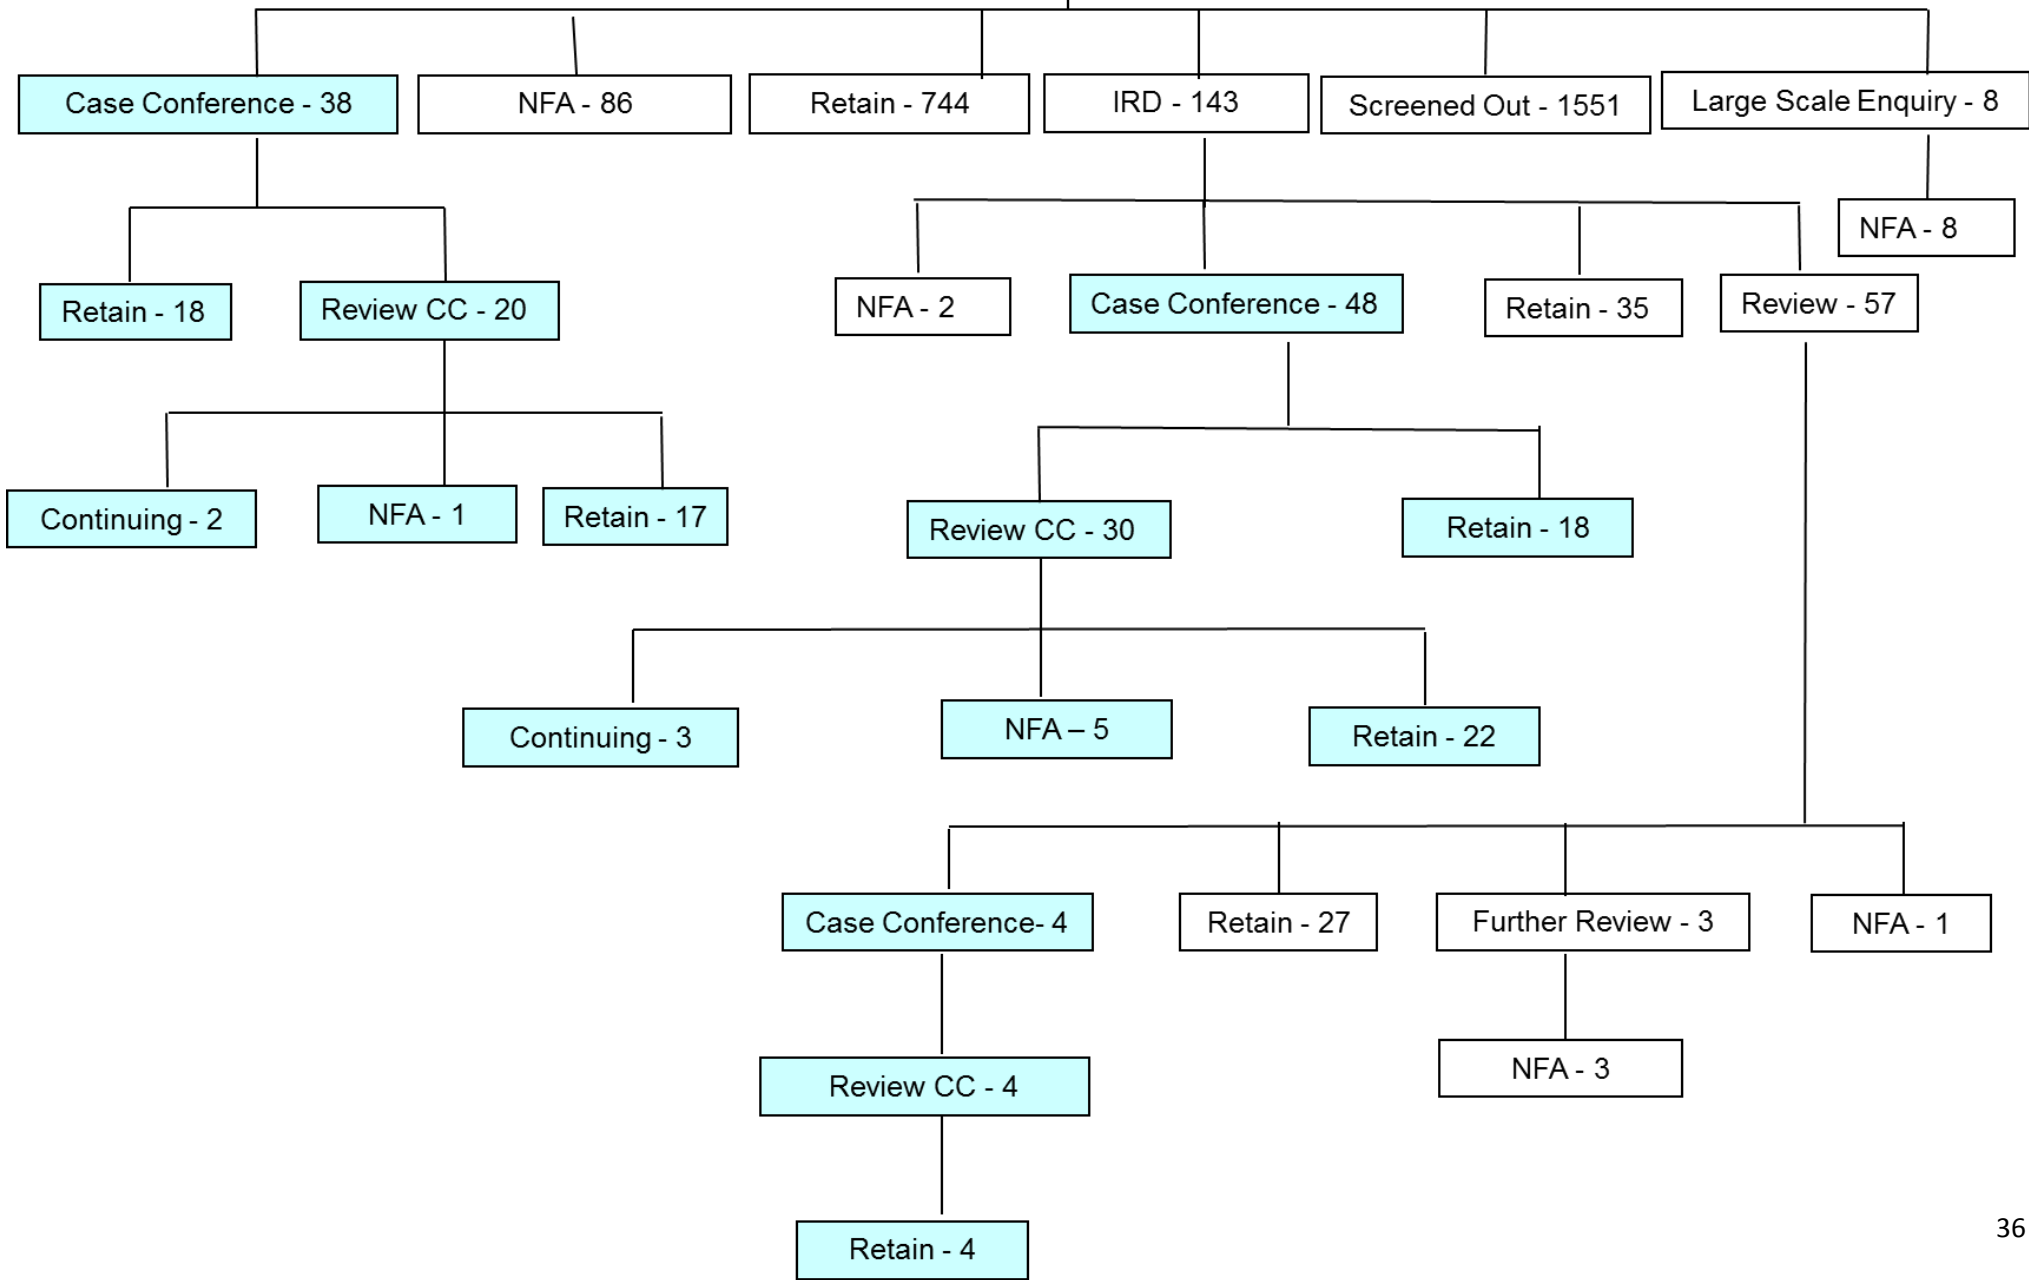 Case Conference - 38
NFA - 86
Retain - 744
IRD - 143
Screened Out - 1551
Large Scale Enquiry - 8
NFA - 8
Retain - 18
Review CC - 20
NFA - 2
Case Conference - 48
Retain - 35
Review - 57
Continuing - 2
NFA - 1
Retain - 17
Review CC - 30
Retain - 18
Continuing - 3
NFA – 5
Retain - 22
Case Conference- 4
Retain - 27
Further Review - 3
NFA - 1
Review CC - 4
NFA - 3
Retain - 4
36